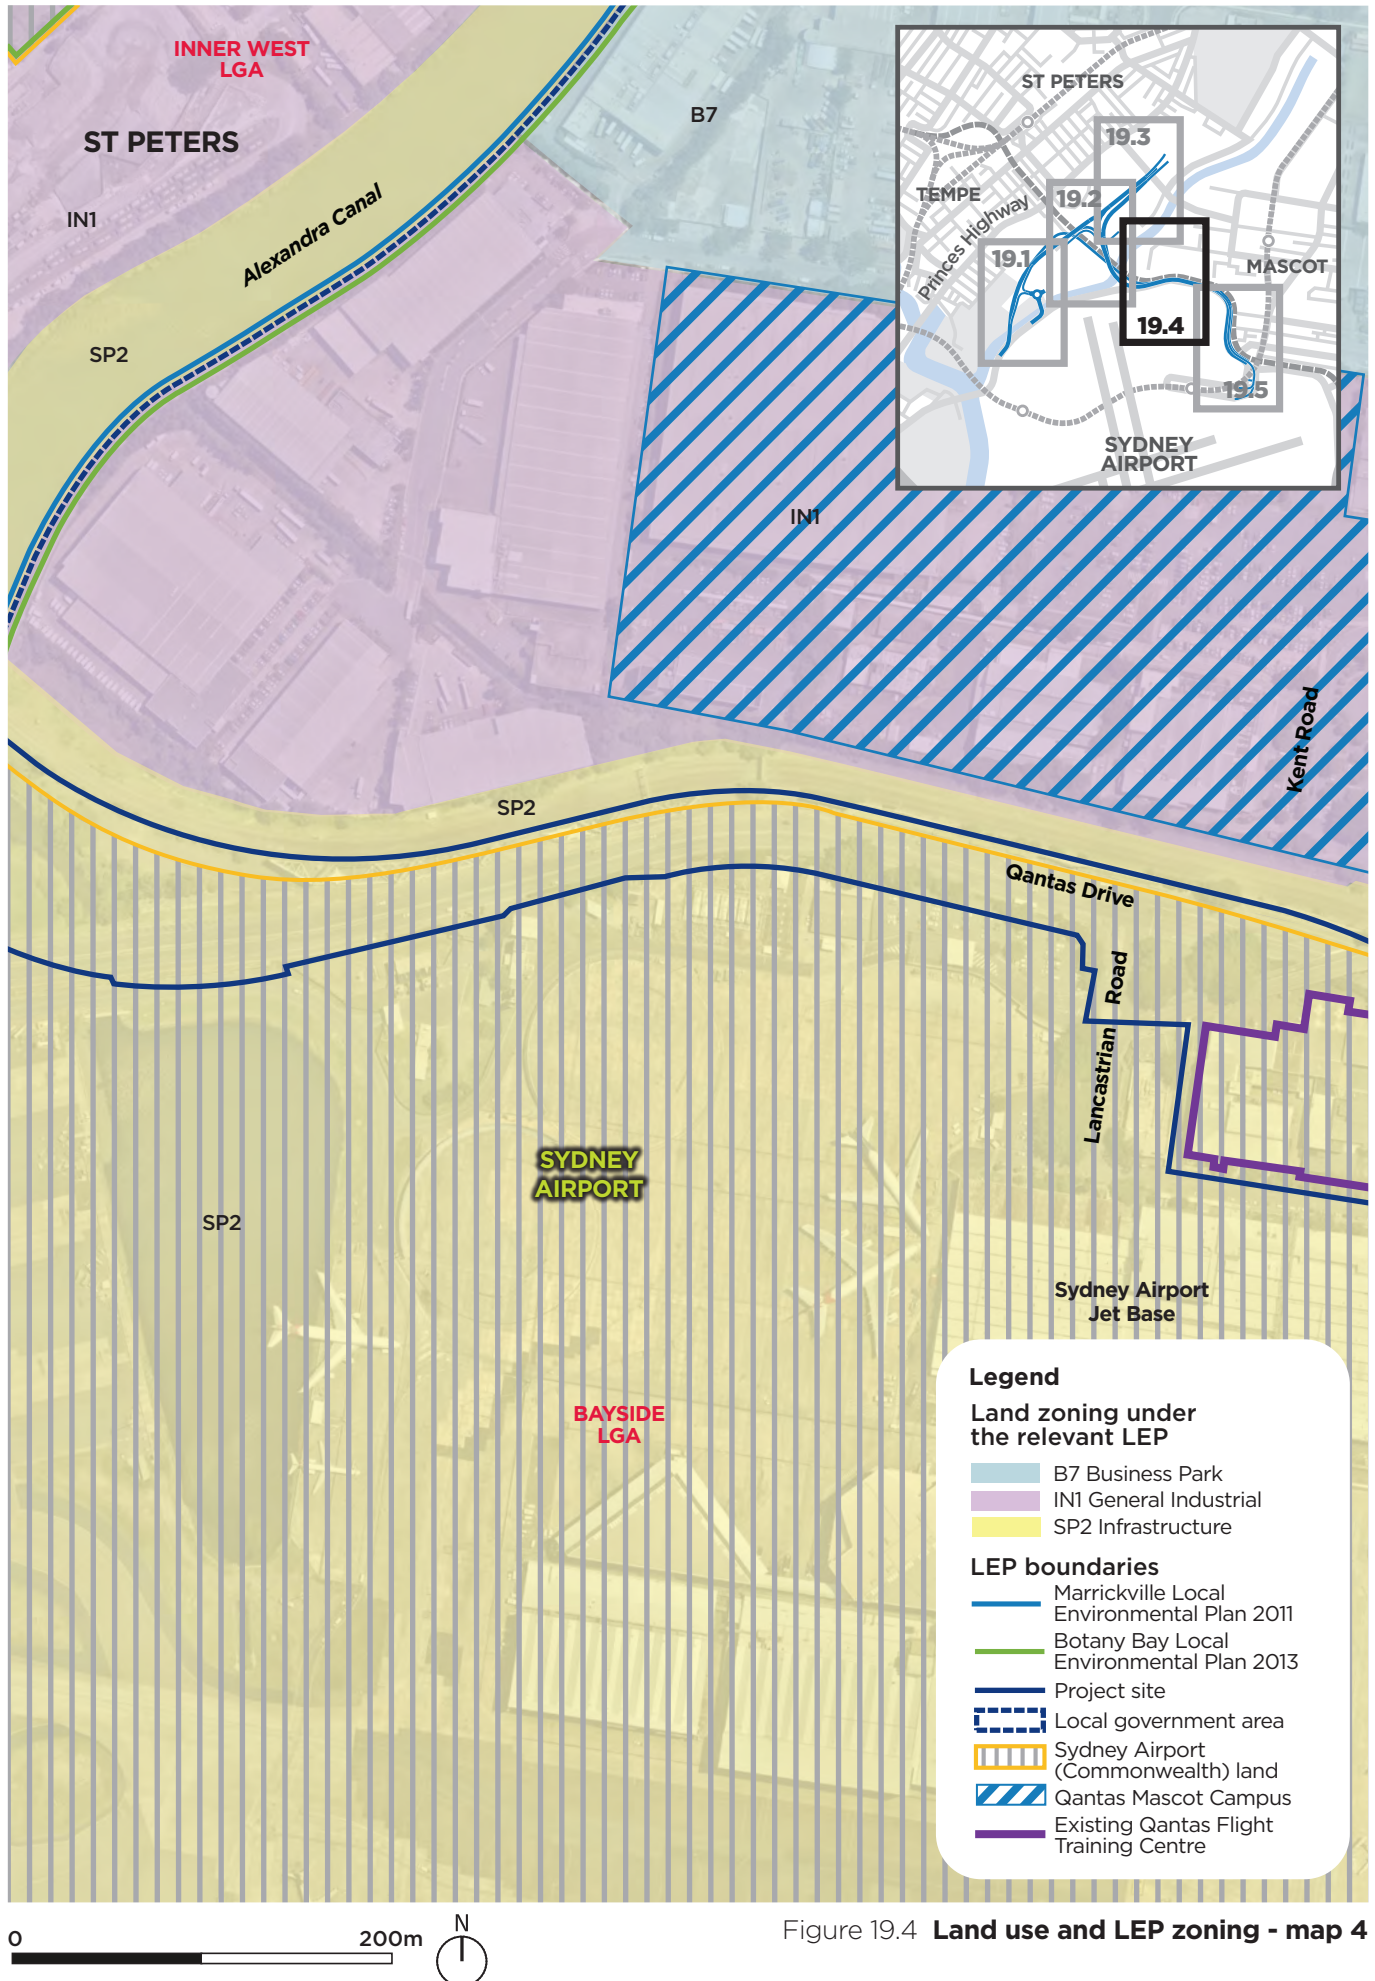 INNER WEST
LGA
ST PETERS
IN1
Alexandra Canal
SP2
B7
ST PETERS
19.3
TEMPE
19.2
Princes Highway
19.1
MASCOT
19.4
19.5
SYDNEY
AIRPORT
IN1
Kent Road
SP2
Qantas Drive
Lancastrian Road
SYDNEY
AIRPORT
SP2
Sydney Airport
Jet Base
BAYSIDE
LGA
Legend
Land zoning under
the relevant LEP
B7 Business Park
IN1 General Industrial
SP2 Infrastructure
LEP boundaries
Marrickville Local
Environmental Plan 2011
Botany Bay Local
Environmental Plan 2013
Project site
Local government area
Sydney Airport
(Commonwealth) land
Qantas Mascot Campus
Existing Qantas Flight
Training Centre
0 200m
N
Figure 19.4 Land use and LEP zoning - map 4